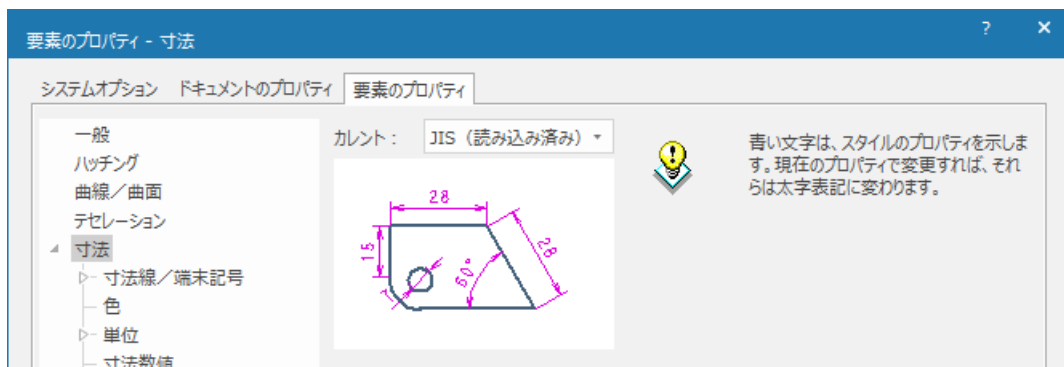 要素のプロパティ - 寸法
?
×
システムオプション
ドキュメントのプロパティ
要素のプロパティ
一般
ハッチング
曲線／曲面
テセレーション
寸法
寸法線／端末記号
色
単位
寸法数値
カレント：
JIS（読み込み済み）
28
15
7
60°
28
青い文字は、スタイルのプロパティを示しま
す。現在のプロパティで変更すれば、それ
らは太字表記に変わります。